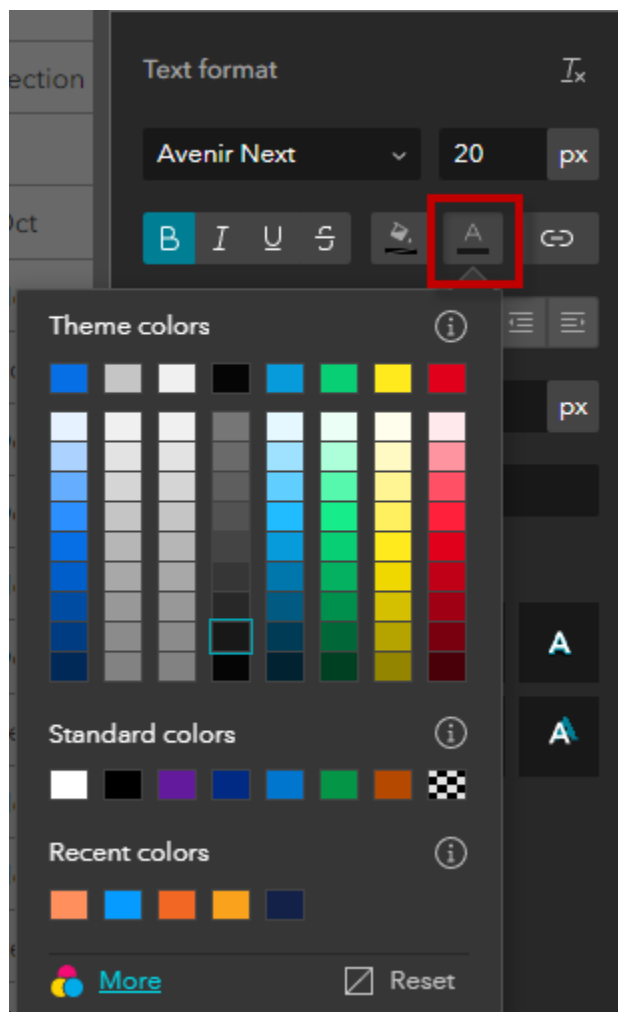 ection
Text format
Avenir Next
20
px
Oct
B I U S
A
Theme colors
px
A
Standard colors
A
Recent colors
More
Reset